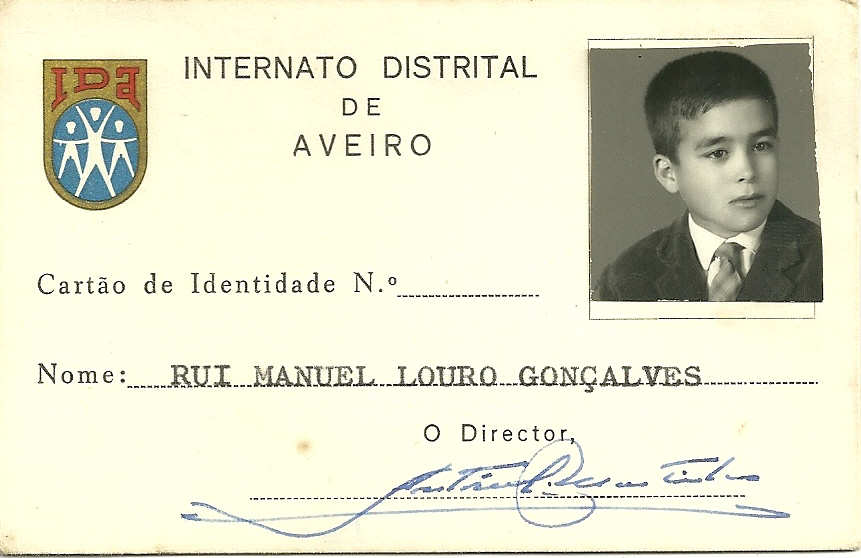 IDA
INTERNATO DISTRITAL
DE
AVEIRO
Cartão de Identidade N.º
Nome: RUI MANUEL LOURO GONÇALVES
O Director,